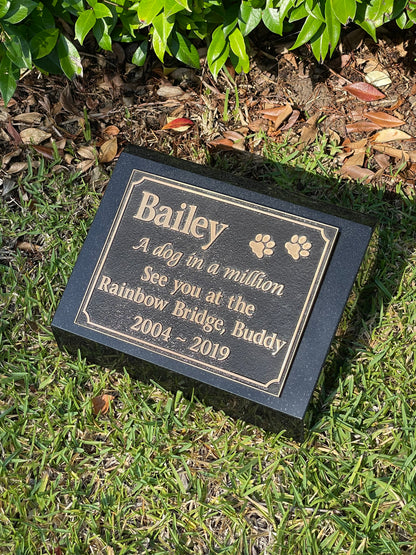 Bailey
A dog in a million
See you at the
Rainbow Bridge, Buddy
2004 ~ 2019